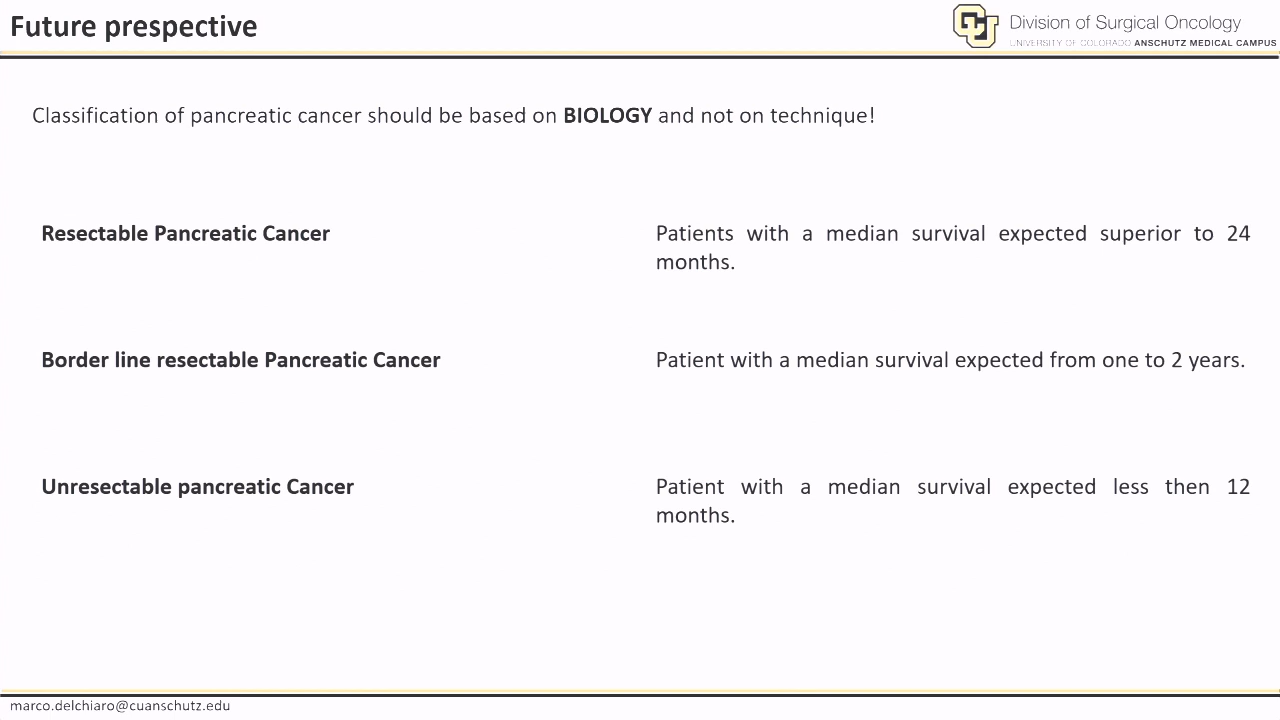 Future prespective
Division of Surgical Oncology
UNIVERSITY OF COLORADO ANSCHUTZ MEDICAL CAMPUS
Classification of pancreatic cancer should be based on BIOLOGY and not on technique!
Resectable Pancreatic Cancer
Patients with a median survival expected superior to 24
months.
Border line resectable Pancreatic Cancer
Patient with a median survival expected from one to 2 years.
Unresectable pancreatic Cancer
Patient with a median survival expected less then 12
months.
marco.delchiaro@cuanschutz.edu